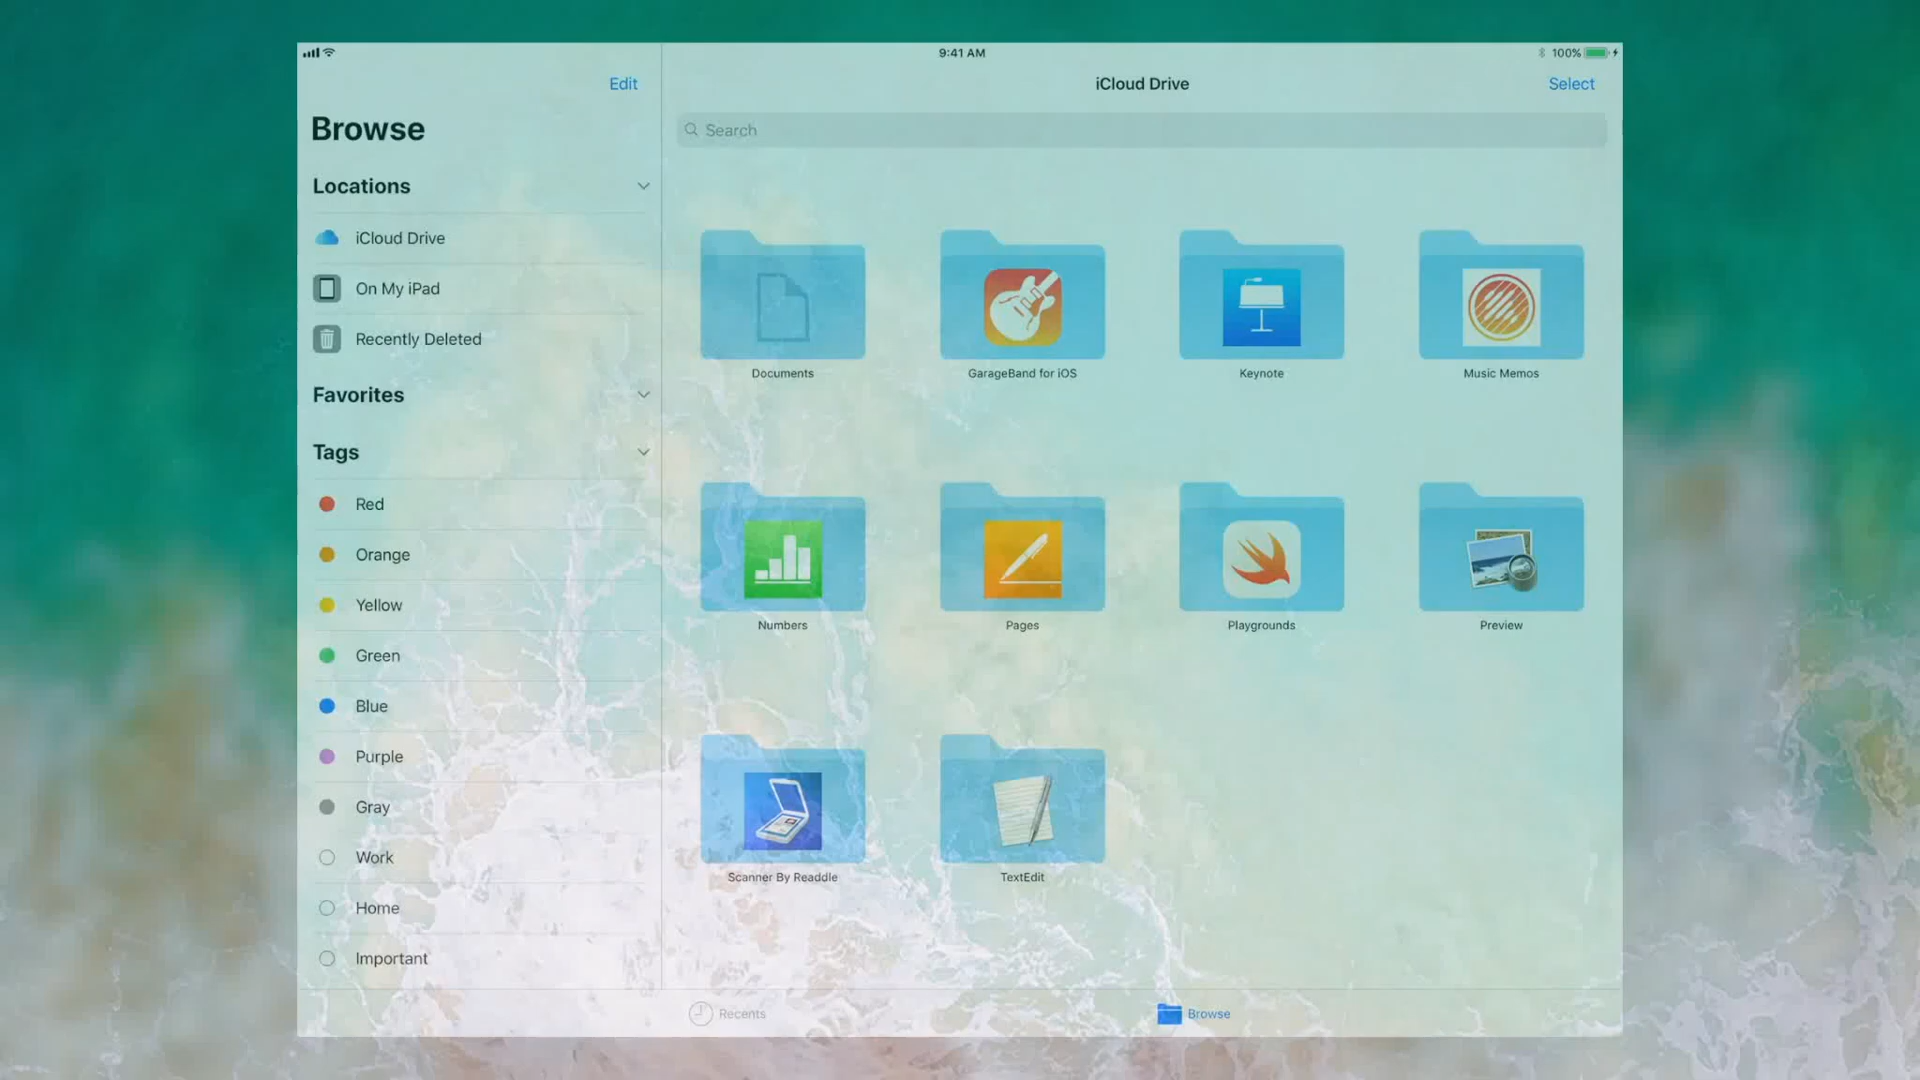 9:41 AM
100%
Edit
iCloud Drive
Select
Browse
Search
Locations
iCloud Drive
On My iPad
Recently Deleted
Favorites
Tags
Red
Orange
Yellow
Green
Blue
Purple
Gray
Work
Home
Important
Documents
GarageBand for iOS
Keynote
Music Memos
Numbers
Pages
Playgrounds
Preview
Scanner By Readdle
TextEdit
Recents
Browse